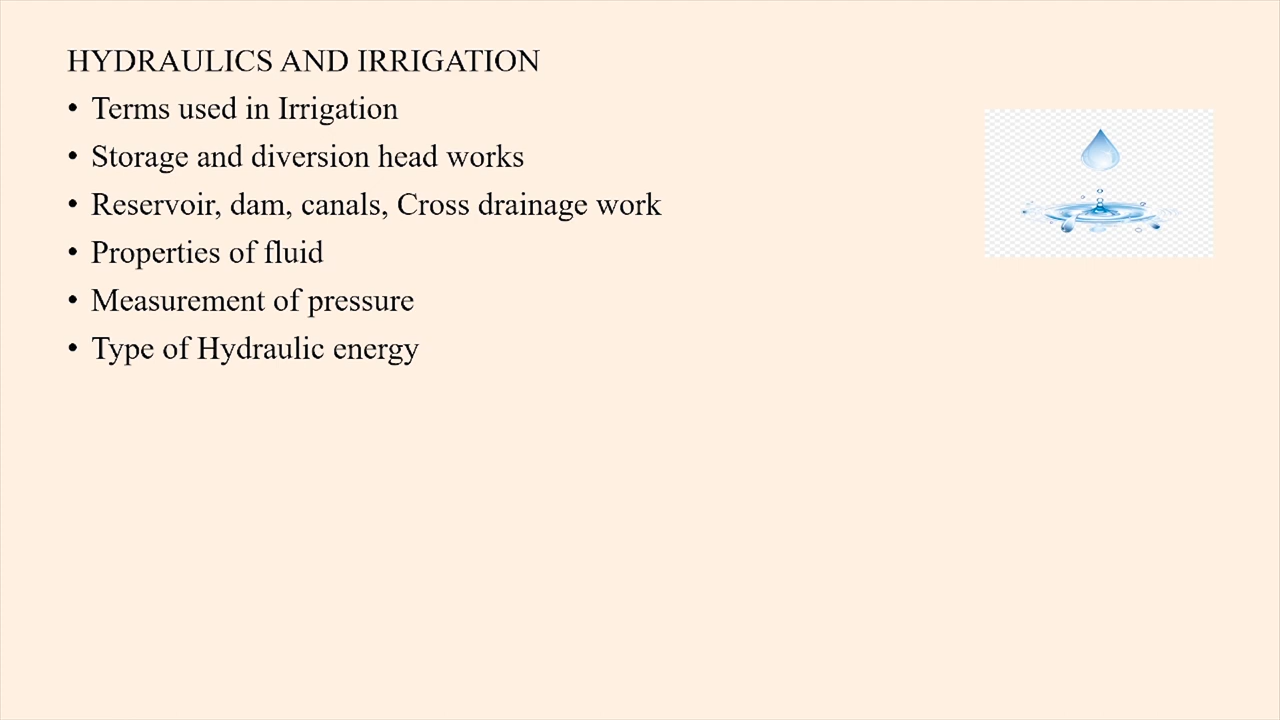 HYDRAULICS AND IRRIGATION
• Terms used in Irrigation
• Storage and diversion head works
• Reservoir, dam, canals, Cross drainage work
• Properties of fluid
• Measurement of pressure
• Type of Hydraulic energy